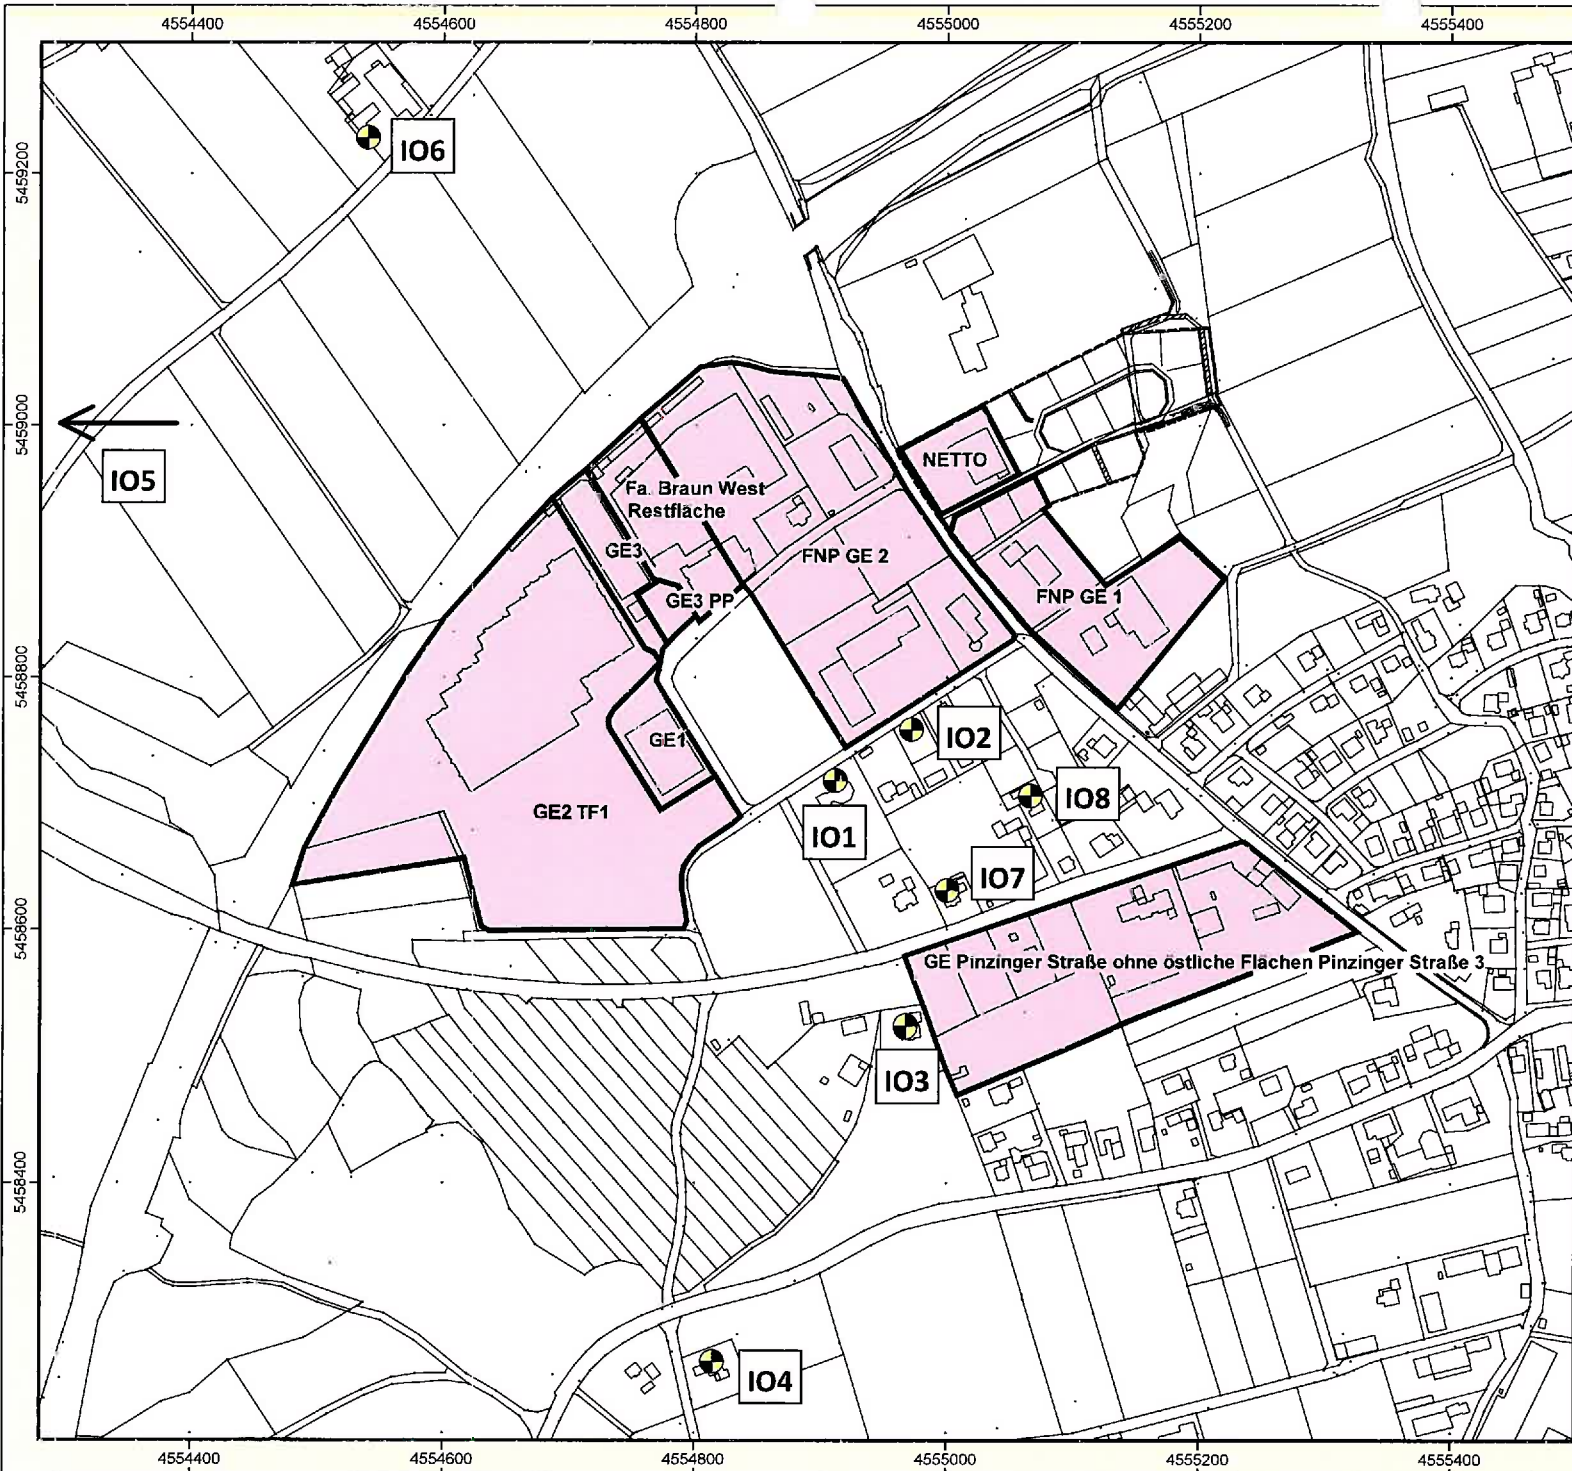 4554400 4554600 4554800 4555000 4555200 4555400
5459200
IO6
5459000
IO5
NETTO
Fa. Braun West
Restfläche
GE3
FNP GE 2
GE3 PP
FNP GE 1
5458800
GE1
IO2
IO8
GE2 TF1
IO1
IO7
5458600
GE Pinzinger Straße ohne östliche Flächen Pinzinger Straße 3
IO3
5458400
IO4
4554400 4554600 4554800 4555000 4555200 4555400